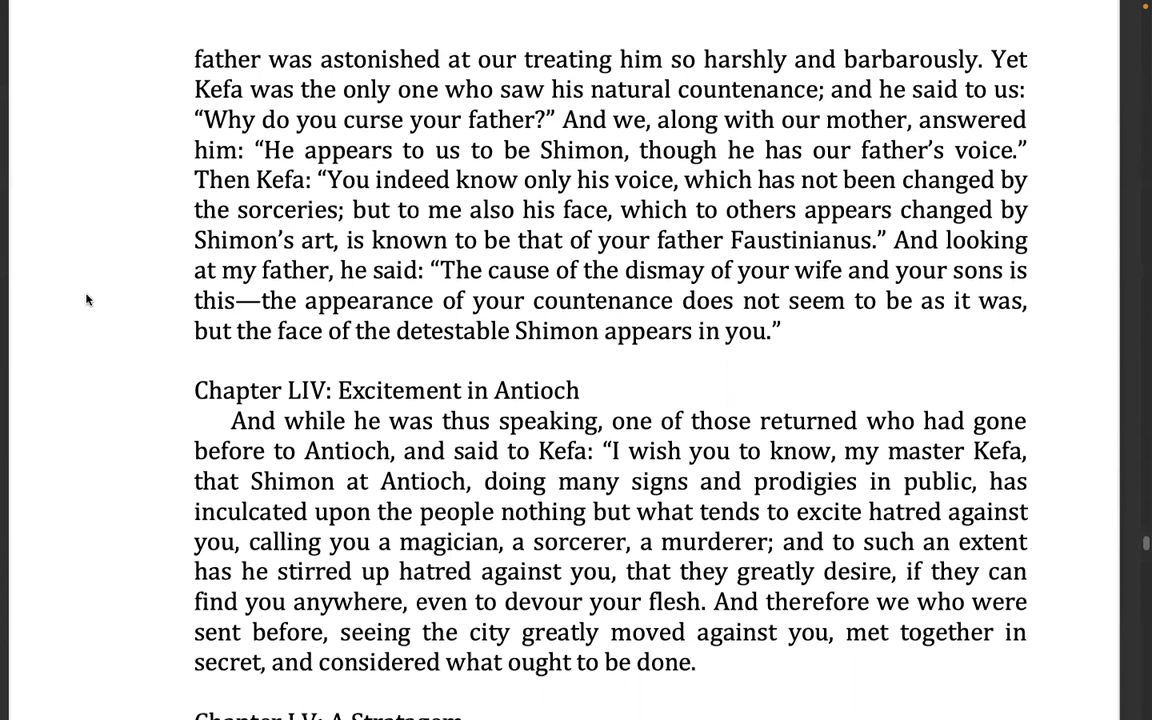 father was astonished at our treating him so harshly and barbarously. Yet
Kefa was the only one who saw his natural countenance; and he said to us:
“Why do you curse your father?” And we, along with our mother, answered
him: “He appears to us to be Shimon, though he has our father’s voice.”
Then Kefa: “You indeed know only his voice, which has not been changed by
the sorceries; but to me also his face, which to others appears changed by
Shimon’s art, is known to be that of your father Faustinianus.” And looking
at my father, he said: “The cause of the dismay of your wife and your sons is
this—the appearance of your countenance does not seem to be as it was,
but the face of the detestable Shimon appears in you.”
Chapter LIV: Excitement in Antioch
And while he was thus speaking, one of those returned who had gone
before to Antioch, and said to Kefa: “I wish you to know, my master Kefa,
that Shimon at Antioch, doing many signs and prodigies in public, has
inculcated upon the people nothing but what tends to excite hatred against
you, calling you a magician, a sorcerer, a murderer; and to such an extent
has he stirred up hatred against you, that they greatly desire, if they can
find you anywhere, even to devour your flesh. And therefore we who were
sent before, seeing the city greatly moved against you, met together in
secret, and considered what ought to be done.
Chapter LV: A Stratagem